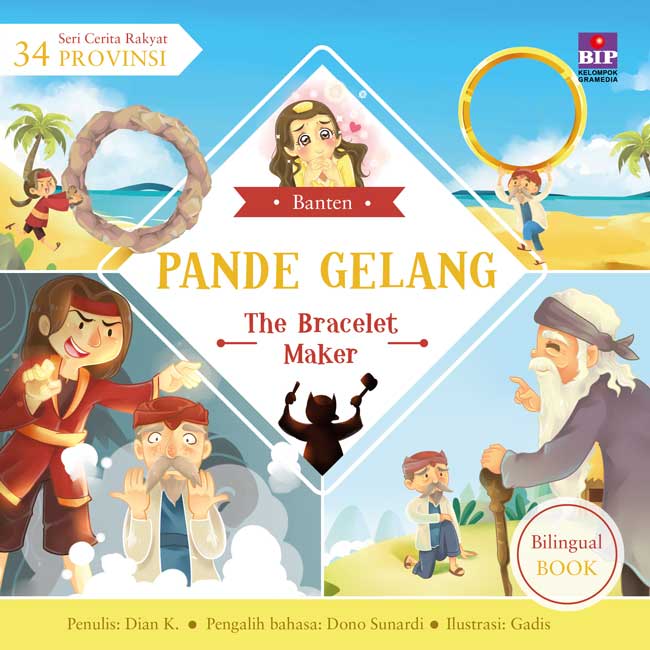 Seri Cerita Rakyat
34 PROVINSI
BIP
KELOMPOK
GRAMEDIA
Banten
PANDE GELANG
The Bracelet
Maker
Bilingual
BOOK
Penulis: Dian K. ● Pengalih bahasa: Dono Sunardi ● Ilustrasi: Gadis